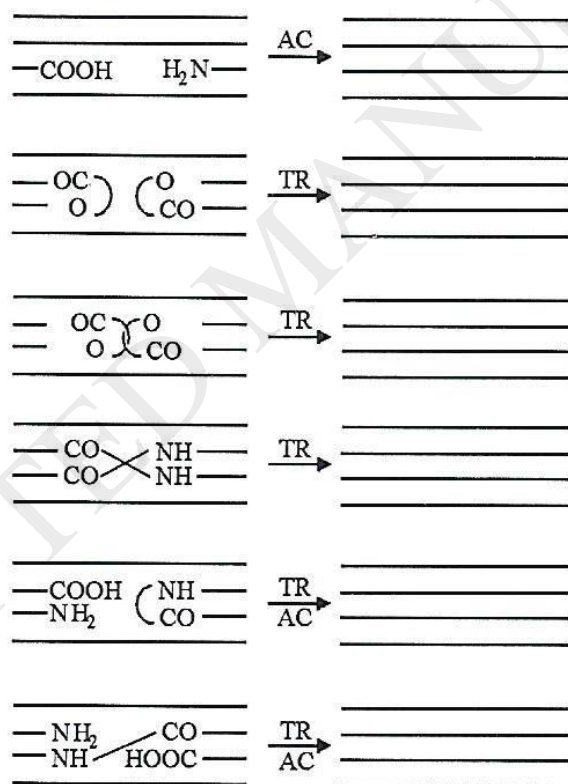 AC
—COOH H₂N—
OC O TR
O CO
OC O TR
O CO
CO NH TR
CO NH
—COOH NH TR
—NH₂ CO AC
—NH₂ CO TR
—NH HOOC AC